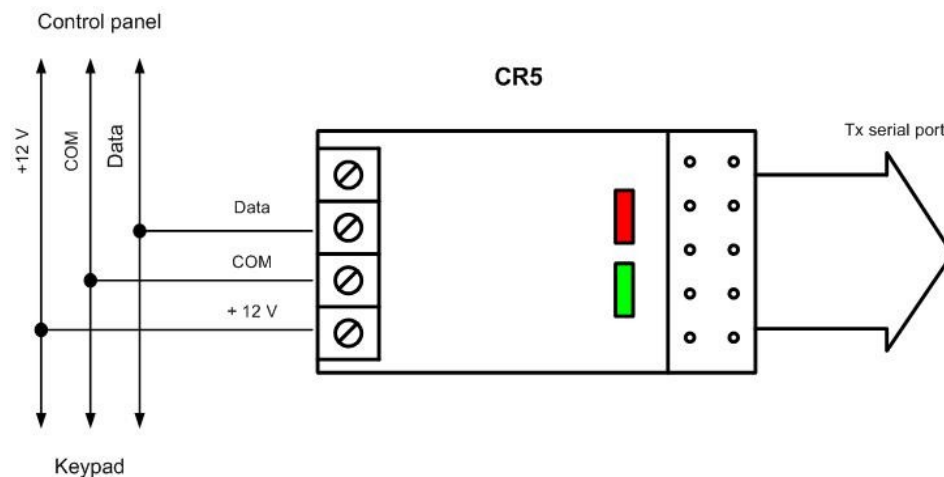 Control panel
CR5
Tx serial port
+12 V
COM
Data
Data
COM
+ 12 V
Keypad